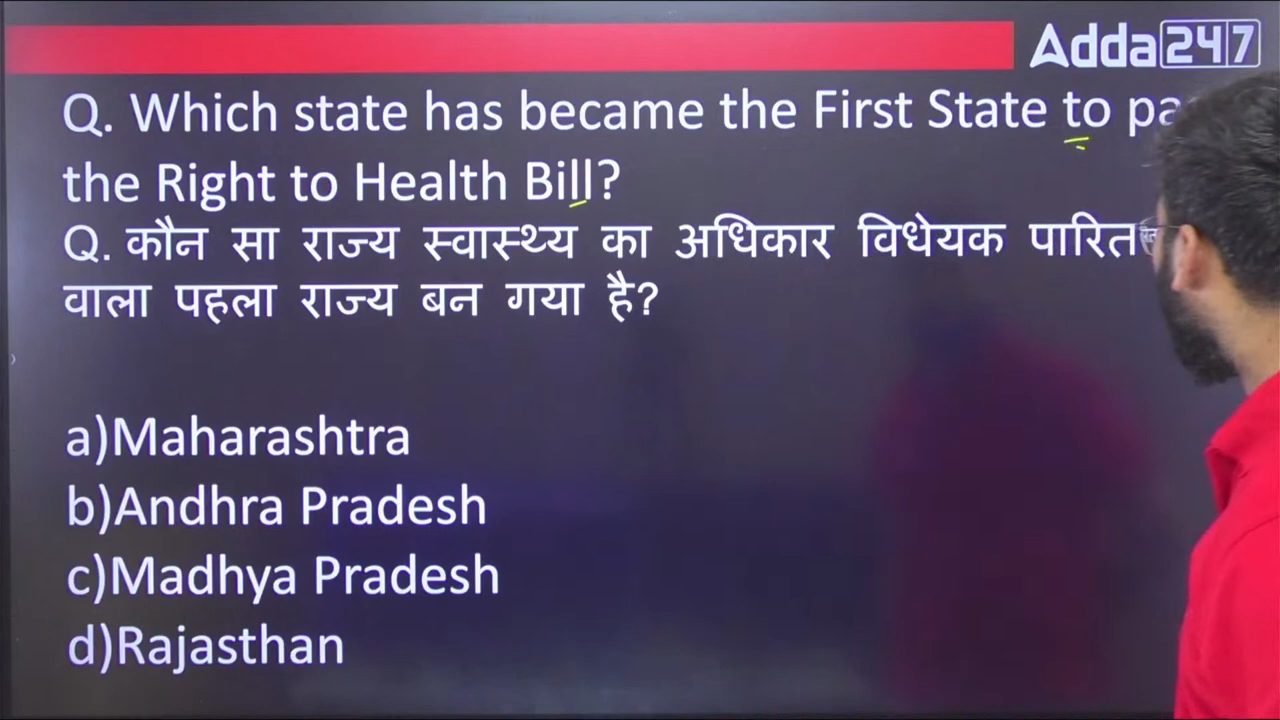 Adda247
Q. Which state has became the First State to
the Right to Health Bill?
Q. कौन सा राज्य स्वास्थ्य का अधिकार विधेयक पारित
वाला पहला राज्य बन गया है?
a)Maharashtra
b)Andhra Pradesh
c)Madhya Pradesh
d)Rajasthan